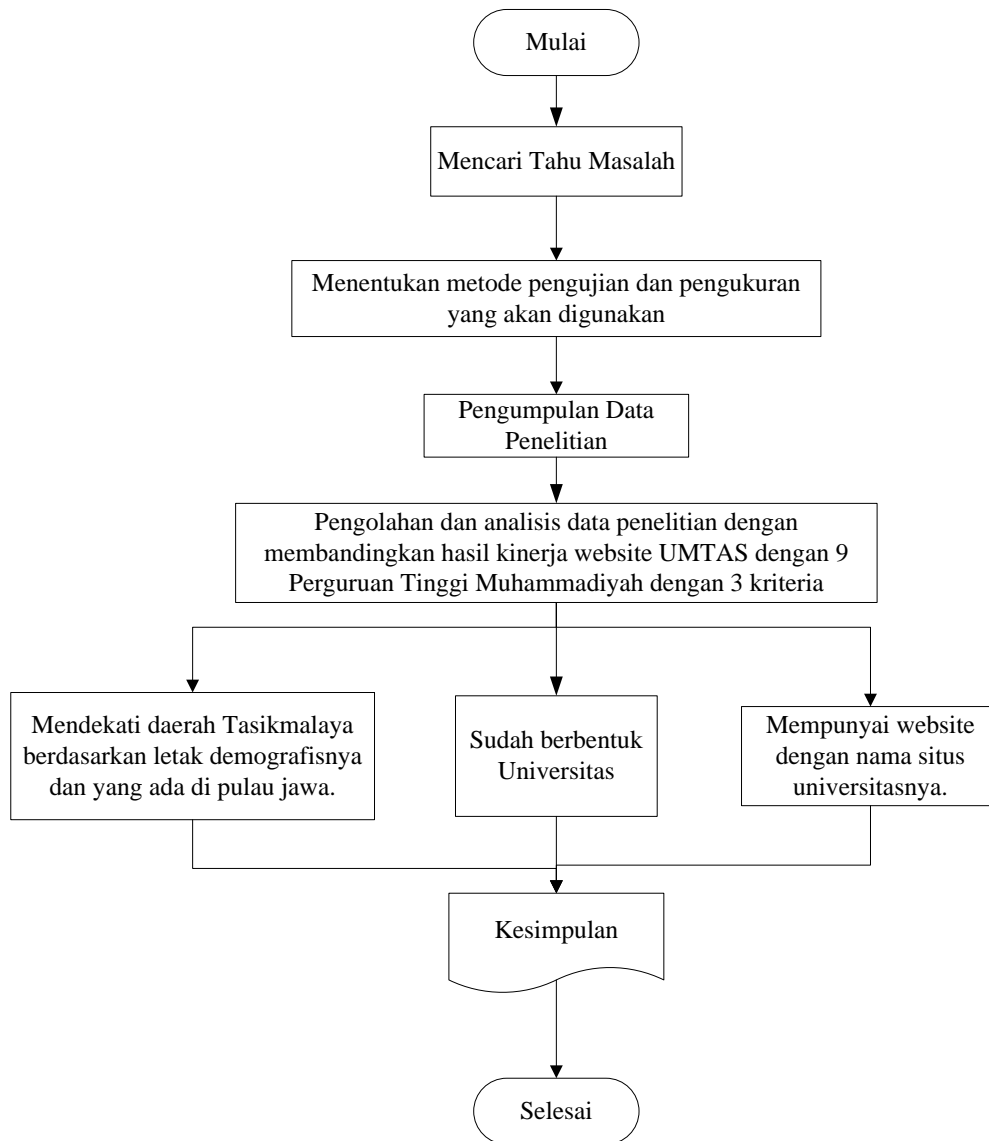 Mulai
Mencari Tahu Masalah
Menentukan metode pengujian dan pengukuran
yang akan digunakan
Pengumpulan Data
Penelitian
Pengolahan dan analisis data penelitian dengan
membandingkan hasil kinerja website UMTAS dengan 9
Perguruan Tinggi Muhammadiyah dengan 3 kriteria
Mendekati daerah Tasikmalaya
berdasarkan letak demografisnya
dan yang ada di pulau jawa.
Sudah berbentuk
Universitas
Mempunyai website
dengan nama situs
universitasnya.
Kesimpulan
Selesai